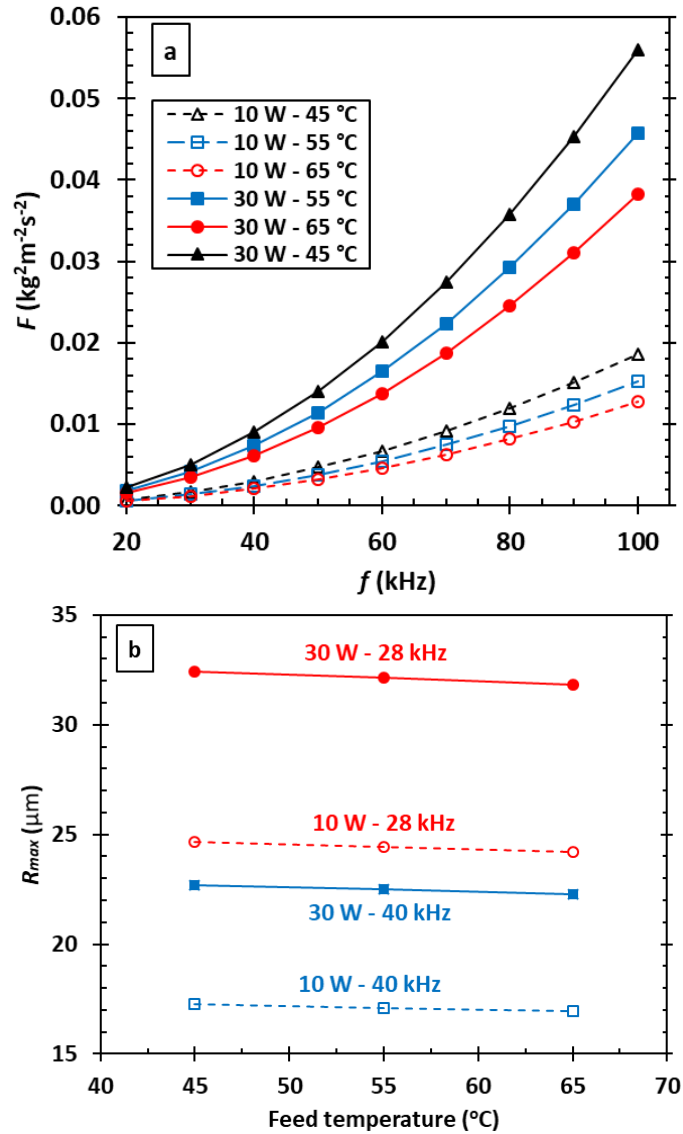 a
0.06
0.05
0.04
0.03
0.02
0.01
0.00
F (kg²m⁻²s⁻²)
10 W - 45 °C
10 W - 55 °C
10 W - 65 °C
30 W - 55 °C
30 W - 65 °C
30 W - 45 °C
20 40 60 80 100
f (kHz)
b
35
30
25
20
15
Rmax (μm)
30 W - 28 kHz
10 W - 28 kHz
30 W - 40 kHz
10 W - 40 kHz
40 45 50 55 60 65 70
Feed temperature (°C)